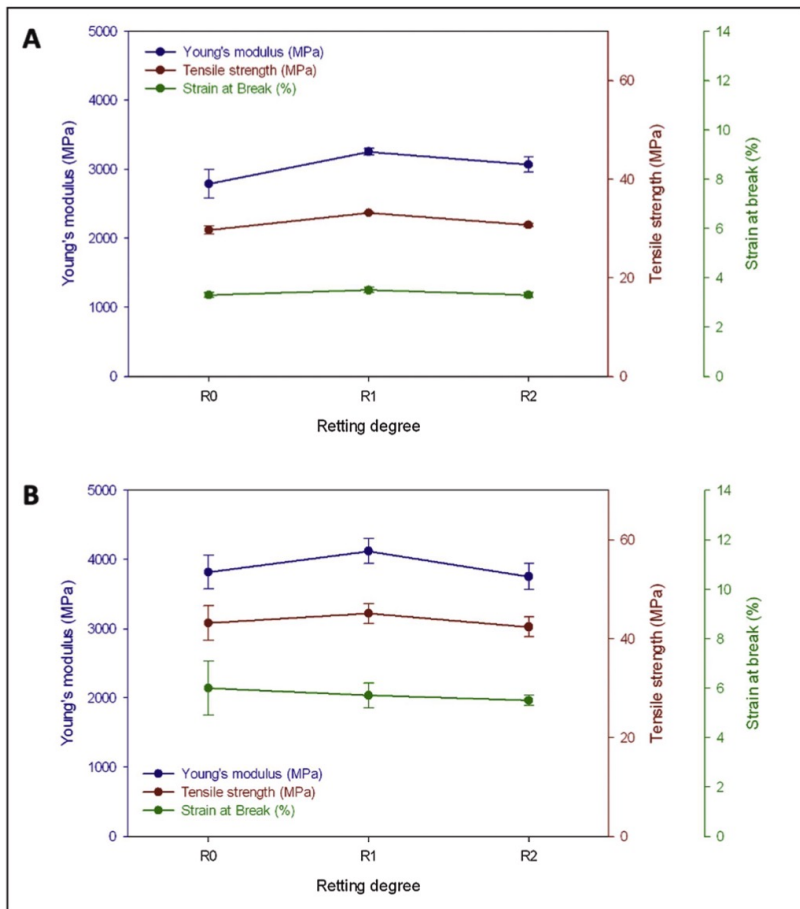 A
5000
4000
3000
2000
1000
0
Young's modulus (MPa)
Young's modulus (MPa)
Tensile strength (MPa)
Strain at Break (%)
60
40
20
0
Tensile strength (MPa)
14
12
10
8
6
4
2
0
Strain at break (%)
R0 R1 R2
Retting degree
B
5000
4000
3000
2000
1000
0
Young's modulus (MPa)
Young's modulus (MPa)
Tensile strength (MPa)
Strain at Break (%)
60
40
20
0
Tensile strength (MPa)
14
12
10
8
6
4
2
0
Strain at break (%)
R0 R1 R2
Retting degree